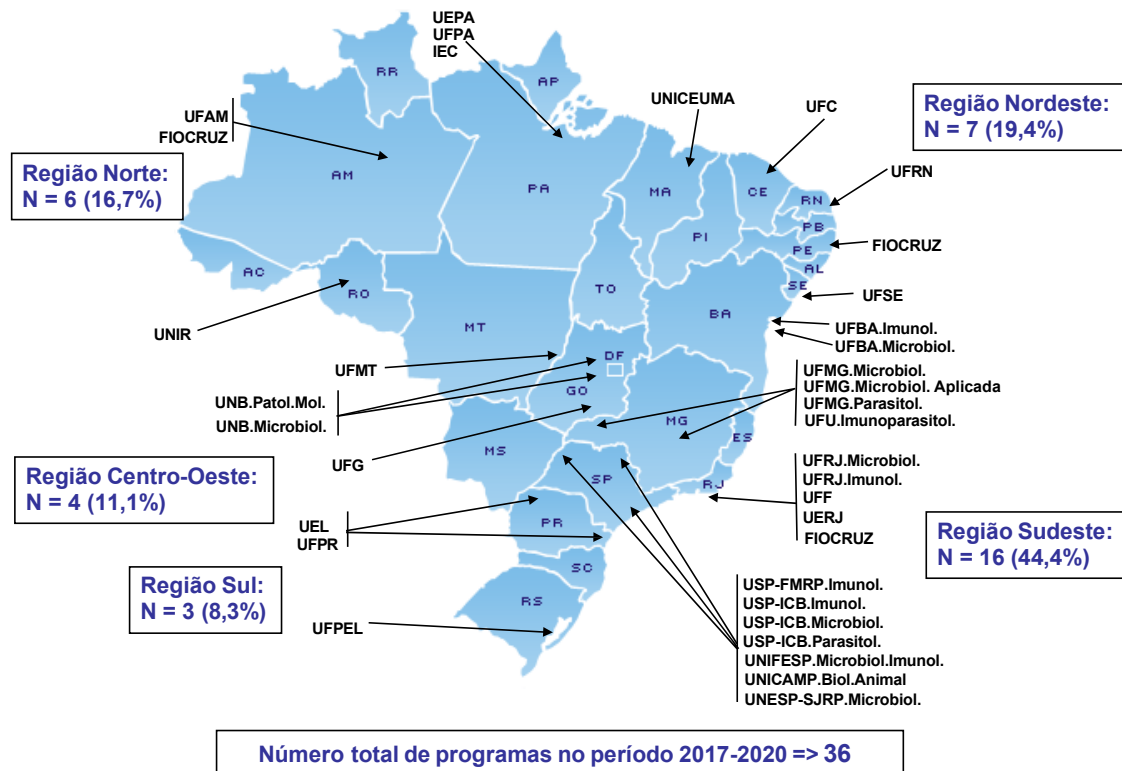 UEPA
UFPA
IEC
RR
AP
UNICEUMA
UFC
Região Nordeste:
N = 7 (19,4%)
UFAM
FIOCRUZ
Região Norte:
N = 6 (16,7%)
AM
PA
MA
CE
RN
UFRN
PB
PI
PE
FIOCRUZ
AL
SE
UFSE
AC
RO
TO
BA
UNIR
MT
UFBA.Imunol.
UFBA.Microbiol.
UFMT
DF
GO
UNB.Patol.Mol.
UNB.Microbiol.
UFMG.Microbiol.
UFMG.Microbiol. Aplicada
UFMG.Parasitol.
UFU.Imunoparasitol.
MG
ES
UFG
MS
SP
RJ
UFRJ.Microbiol.
UFRJ.Imunol.
UFF
UERJ
FIOCRUZ
Região Centro-Oeste:
N = 4 (11,1%)
Região Sudeste:
N = 16 (44,4%)
UEL
UFPR
PR
SC
Região Sul:
N = 3 (8,3%)
RS
UFPEL
USP-FMRP.Imunol.
USP-ICB.Imunol.
USP-ICB.Microbiol.
USP-ICB.Parasitol.
UNIFESP.Microbiol.Imunol.
UNICAMP.Biol.Animal
UNESP-SJRP.Microbiol.
Número total de programas no período 2017-2020 => 36